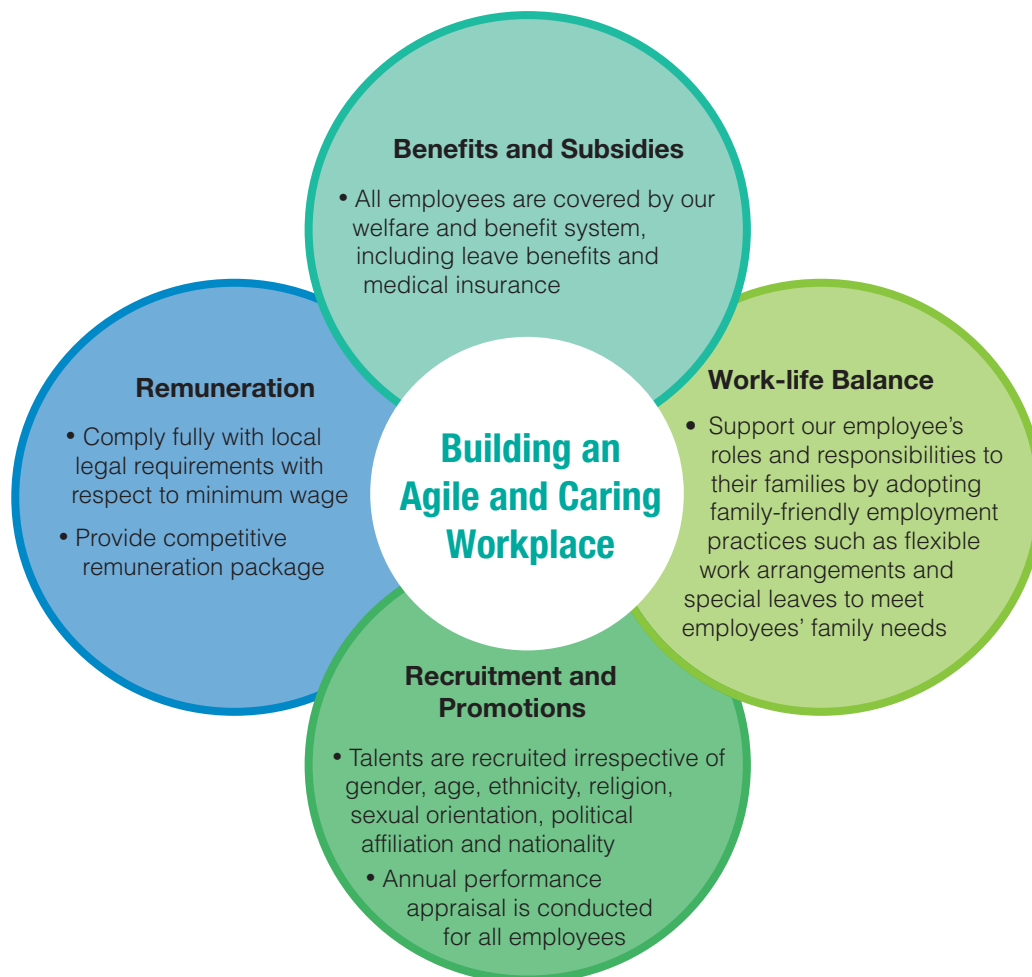 Benefits and Subsidies
• All employees are covered by our
welfare and benefit system,
including leave benefits and
medical insurance
Remuneration
• Comply fully with local
legal requirements with
respect to minimum wage
• Provide competitive
remuneration package
Building an
Agile and Caring
Workplace
Work-life Balance
• Support our employee’s
roles and responsibilities to
their families by adopting
family-friendly employment
practices such as flexible
work arrangements and
special leaves to meet
employees’ family needs
Recruitment and
Promotions
• Talents are recruited irrespective of
gender, age, ethnicity, religion,
sexual orientation, political
affiliation and nationality
• Annual performance
appraisal is conducted
for all employees